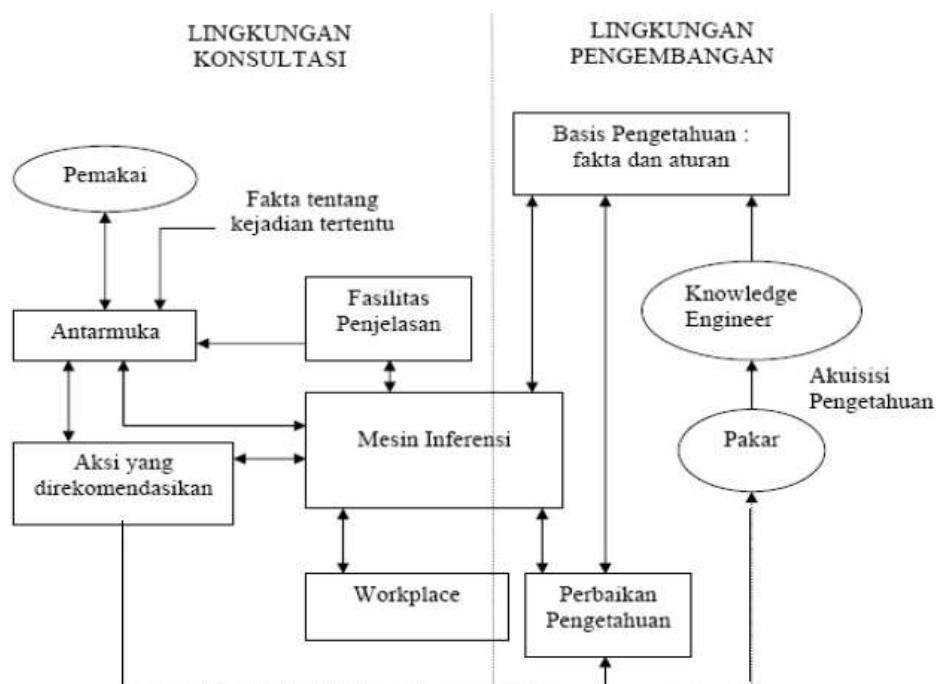 LINGKUNGAN
KONSULTASI
LINGKUNGAN
PENGEMBANGAN
Basis Pengetahuan :
fakta dan aturan
Pemakai
Fakta tentang
kejadian tertentu
Fasilitas
Penjelasan
Knowledge
Engineer
Antarmuka
Akuisisi
Pengetahuan
Mesin Inferensi
Pakar
Aksi yang
direkomendasikan
Workplace
Perbaikan
Pengetahuan